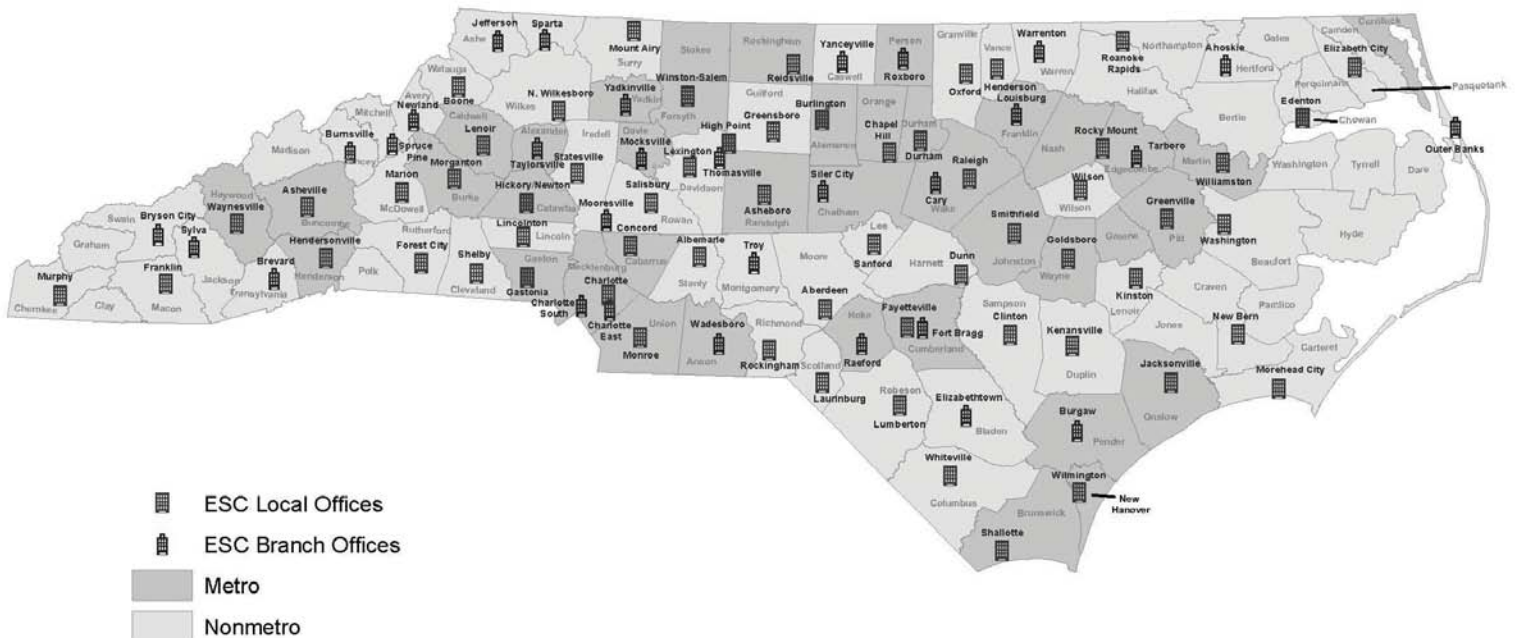 Jefferson
Sparta
Ashe
Mount Airy
Surry
Stokes
Rockingham
Reidsville
Yanceyville
Caswell
Person
Roxboro
Granville
Oxford
Vance
Henderson
Warrenton
Warren
Roanoke
Rapids
Northampton
Halifax
Ahoskie
Hertford
Gates
Camden
Currituck
Elizabeth City
Perquimans
Pasquotank
Edenton
Chowan
Bertie
Outer Banks
Watauga
Boone
Wilkes
N. Wilkesboro
Yadkinville
Yadkin
Winston-Salem
Forsyth
Guilford
Greensboro
High Point
Burlington
Alamance
Orange
Chapel
Hill
Durham
Durham
Louisburg
Franklin
Nash
Rocky Mount
Tarboro
Edgecombe
Martin
Williamston
Washington
Tyrrell
Dare
Mitchell
Avery
Newland
Burnsville
Yancey
Spruce
Pine
Madison
Caldwell
Lenoir
Alexander
Taylorsville
Iredell
Statesville
Davie
Mocksville
Lexington
Thomasville
Davidson
Asheboro
Randolph
Siler City
Chatham
Raleigh
Cary
Wake
Wilson
Wilson
Greenville
Pitt
Greene
Washington
Beaufort
Hyde
Haywood
Waynesville
Asheville
Buncombe
Marion
McDowell
Morganton
Burke
Hickory/Newton
Catawba
Mooresville
Salisbury
Rowan
Swain
Bryson City
Sylva
Graham
Hendersonville
Henderson
Rutherford
Forest City
Polk
Lincolnton
Lincoln
Shelby
Cleveland
Gaston
Gastonia
Concord
Cabarrus
Mecklenburg
Charlotte
Charlotte
South
Charlotte
East
Albemarle
Stanly
Troy
Montgomery
Moore
Lee
Sanford
Harnett
Dunn
Smithfield
Johnston
Goldsboro
Wayne
Kinston
Lenoir
Craven
Pamlico
Murphy
Cherokee
Clay
Franklin
Macon
Jackson
Brevard
Transylvania
Union
Monroe
Wadesboro
Anson
Richmond
Rockingham
Aberdeen
Scotland
Laurinburg
Hoke
Raeford
Fayetteville
Fort Bragg
Cumberland
Sampson
Clinton
Kenansville
Duplin
Jones
New Bern
Carteret
Morehead City
Jacksonville
Onslow
Robeson
Lumberton
Elizabethtown
Bladen
Burgaw
Pender
Whiteville
Columbus
Wilmington
New
Hanover
Brunswick
Shallotte
ESC Local Offices
ESC Branch Offices
Metro
Nonmetro